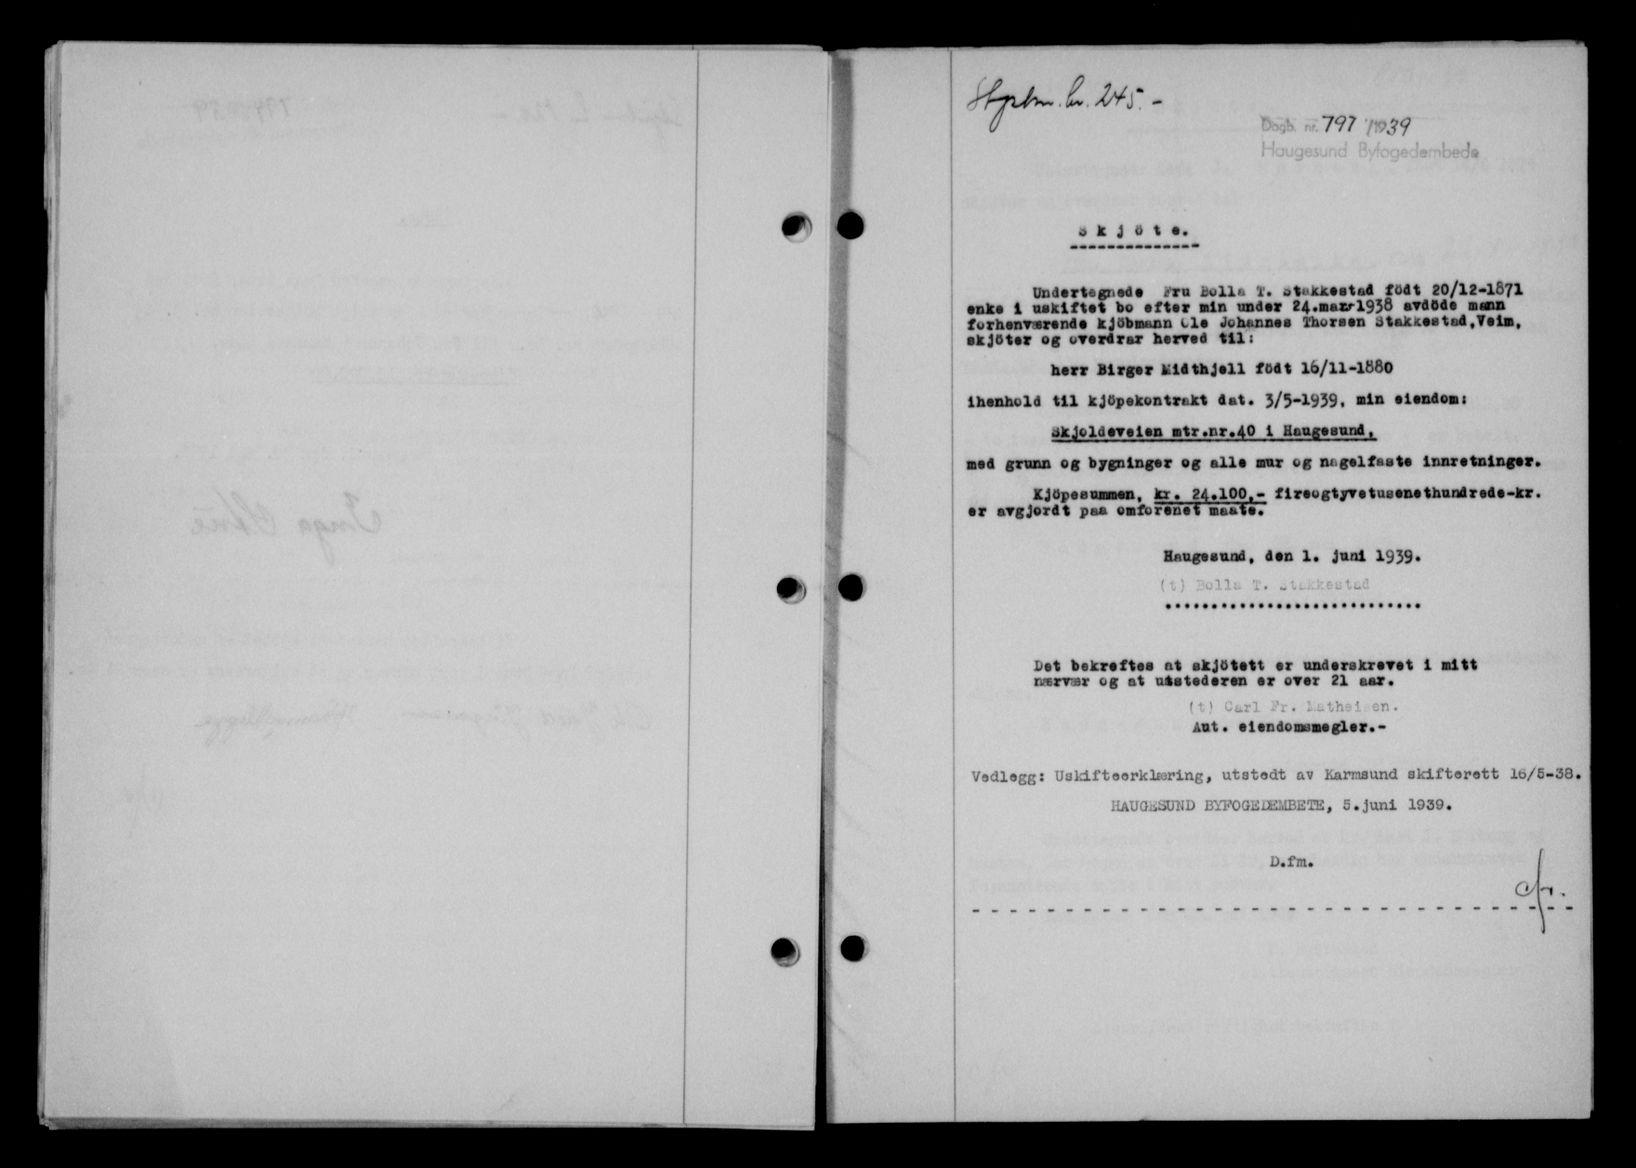 Stplm. kr. 245.-
Dagb. nr. 797/1939
Haugesund Byfogedembede
Skjöte.
Undertegnede Fru Bolla T. Stakkestad födt 20/12-1871
enke i uskiftet bo efter min under 24.mars1938 avdöde mann
forhenværende kjöbmann Ole Johannes Thorsen Stakkestad,Veim,
skjöter og overdrar herved til:
herr Birger Midthjell födt 16/11-1880
ihenhold til kjöpekontrakt dat. 3/5-1939, min eiendom:
Skjoldeveien mtr.nr.40 i Haugesund,
med grunn og bygninger og alle mur og nagelfaste innretninger.
Kjöpesummen, kr. 24.100,- fireogtyvetusenethundrede-kr.
er avgjordt paa omforenet maate.
Haugesund, den 1. juni 1939.
(t) Bolla T. Stakkestad
............................
Det bekreftes at skjötett er underskrevet i mitt
nærvær og at utstederen er over 21 aar.
(t) Carl Fr. Matheisen.
Aut. eiendomsmegler.-
Vedlegg: Uskifteerklæring, utstedt av Karmsund skifterett 16/5-38.
HAUGESUND BYFOGEDEMBETE, 5.juni 1939.
D.fm.